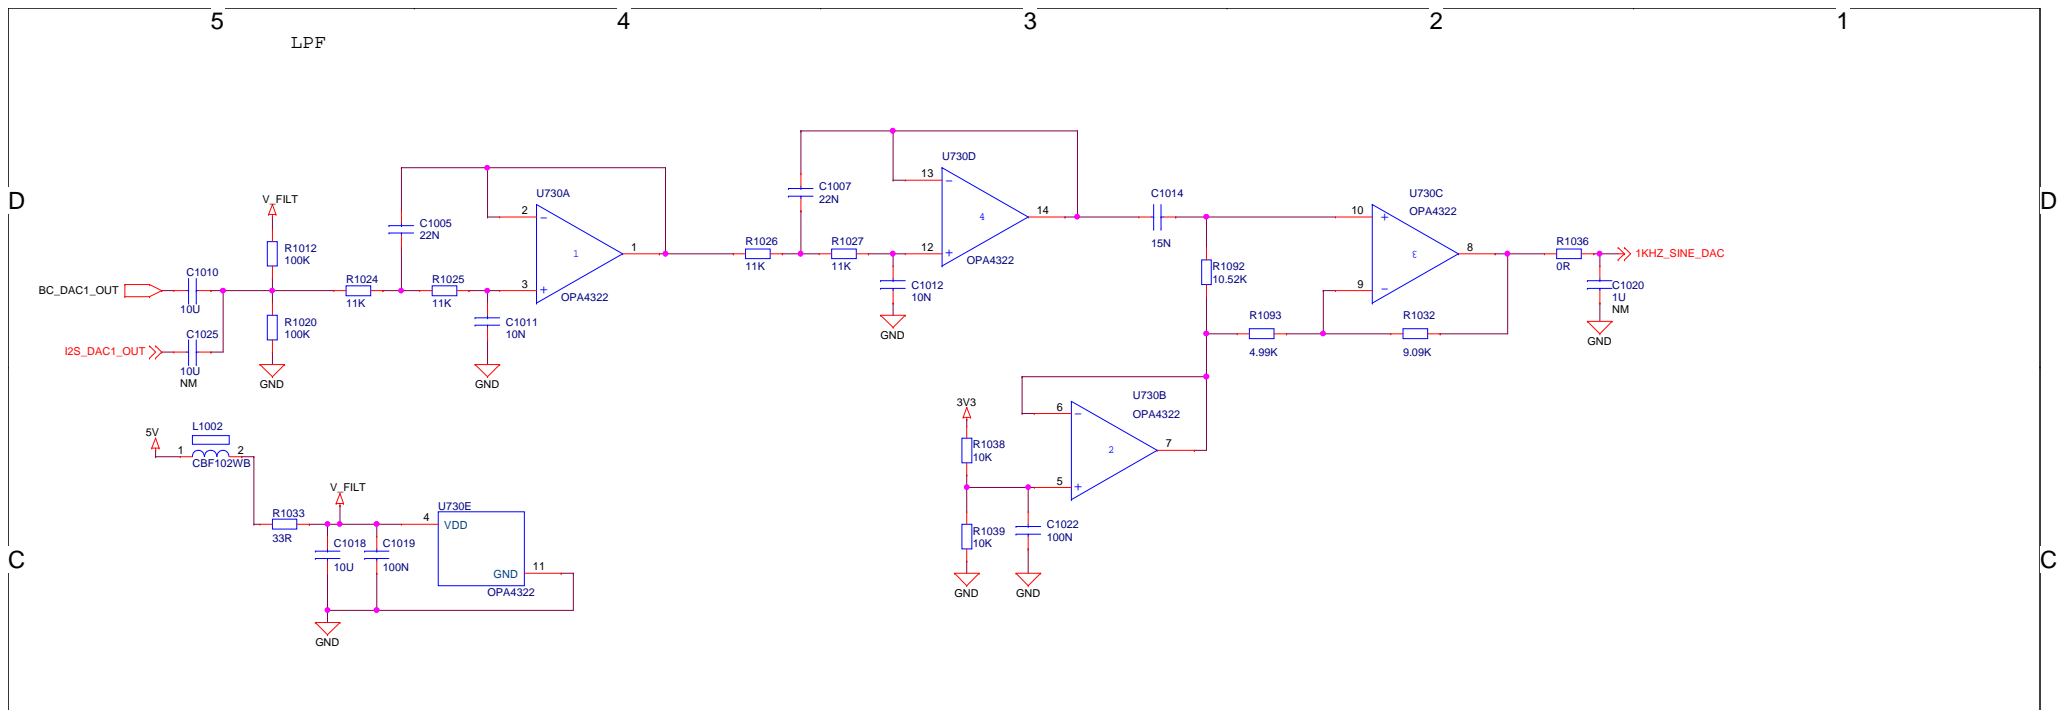 5 4 3 2 1
LPF
D D
C C
V_FILT
R1012
100K
C1010
10U
BC_DAC1_OUT
I2S_DAC1_OUT
C1025
10U
NM
R1020
100K
GND
R1024
11K
C1005
22N
R1025
11K
C1011
10N
GND
U730A
2
3
1
1
OPA4322
R1026
11K
C1007
22N
R1027
11K
C1012
10N
GND
U730D
13
12
4
14
OPA4322
C1014
15N
R1092
10.52K
U730C
OPA4322
10
9
3
8
R1093
4.99K
R1032
9.09K
R1036
0R
1KHZ_SINE_DAC
C1020
1U
NM
GND
3V3
R1038
10K
R1039
10K
GND
C1022
100N
GND
U730B
OPA4322
6
5
2
7
5V
L1002
1 2
CBF102WB
R1033
33R
V_FILT
C1018
10U
C1019
100N
GND
U730E
4 VDD
GND 11
OPA4322